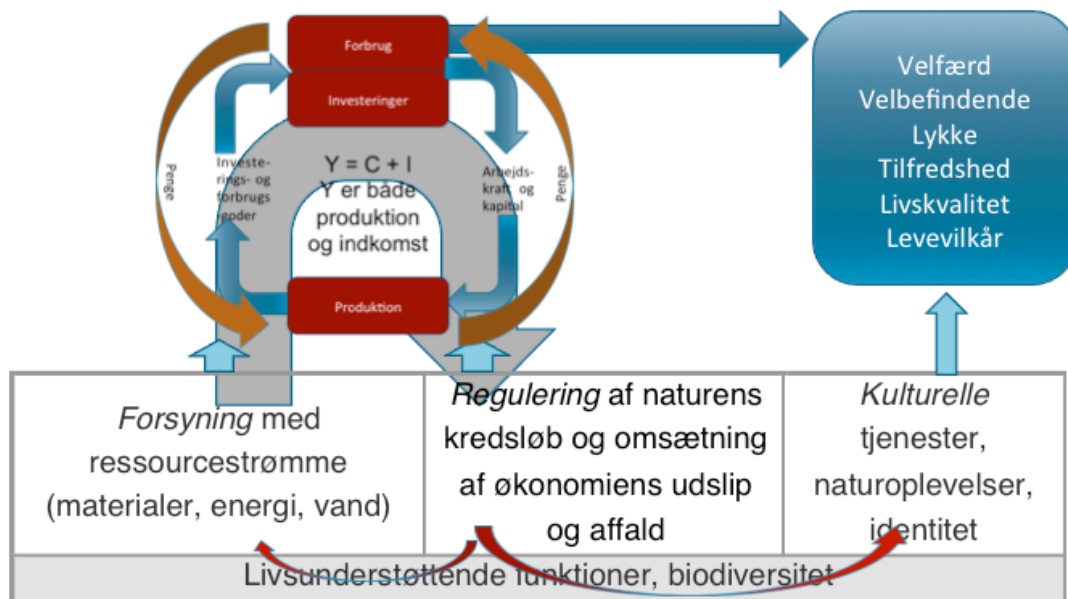 Forbrug
Investeringer
Penge
Investe-
rings- og
forbrugs
-goder
Y = C + I
Y er både
produktion
og indkomst
Arbejds-
kraft og
kapital
Penge
Produktion
Velfærd
Velbefindende
Lykke
Tilfredshed
Livskvalitet
Levevilkår
Forsyning med
ressourcestrømme
(materialer, energi, vand)
Regulering af naturens
kredsløb og omsætning
af økonomiens udslip
og affald
Kulturelle
tjenester,
naturoplevelser,
identitet
Livsunderstøttende funktioner, biodiversitet